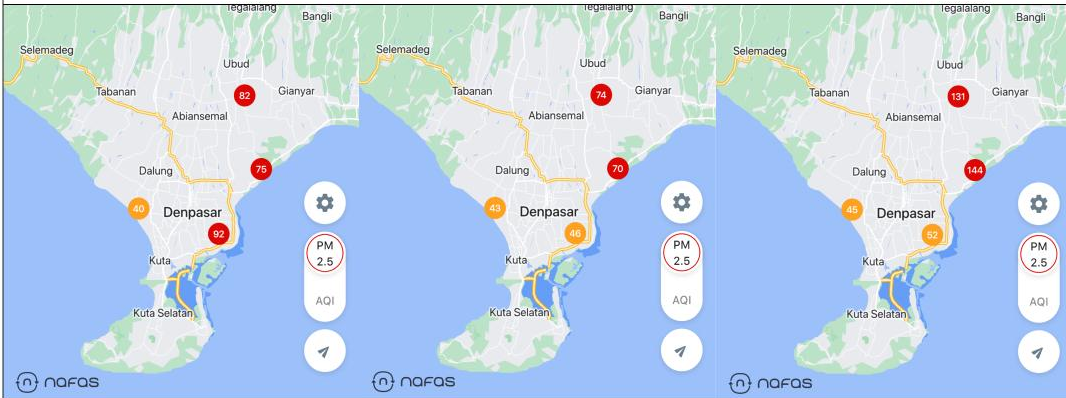 Tegalalang
Bangli
Selemadeg
Ubud
Tabanan
82
Gianyar
Abiansemal
75
Dalung
40
Denpasar
92
PM
2.5
Kuta
AQI
Kuta Selatan
nafas
Tegalalang
Bangli
Selemadeg
Ubud
Tabanan
74
Gianyar
Abiansemal
70
Dalung
43
Denpasar
46
PM
2.5
Kuta
AQI
Kuta Selatan
nafas
Tegalalang
Bangli
Selemadeg
Ubud
Tabanan
131
Gianyar
Abiansemal
144
Dalung
45
Denpasar
52
PM
2.5
Kuta
AQI
Kuta Selatan
nafas